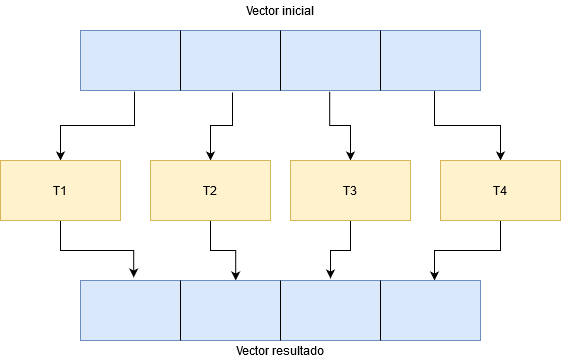 Vector inicial
T1
T2
T3
T4
Vector resultado